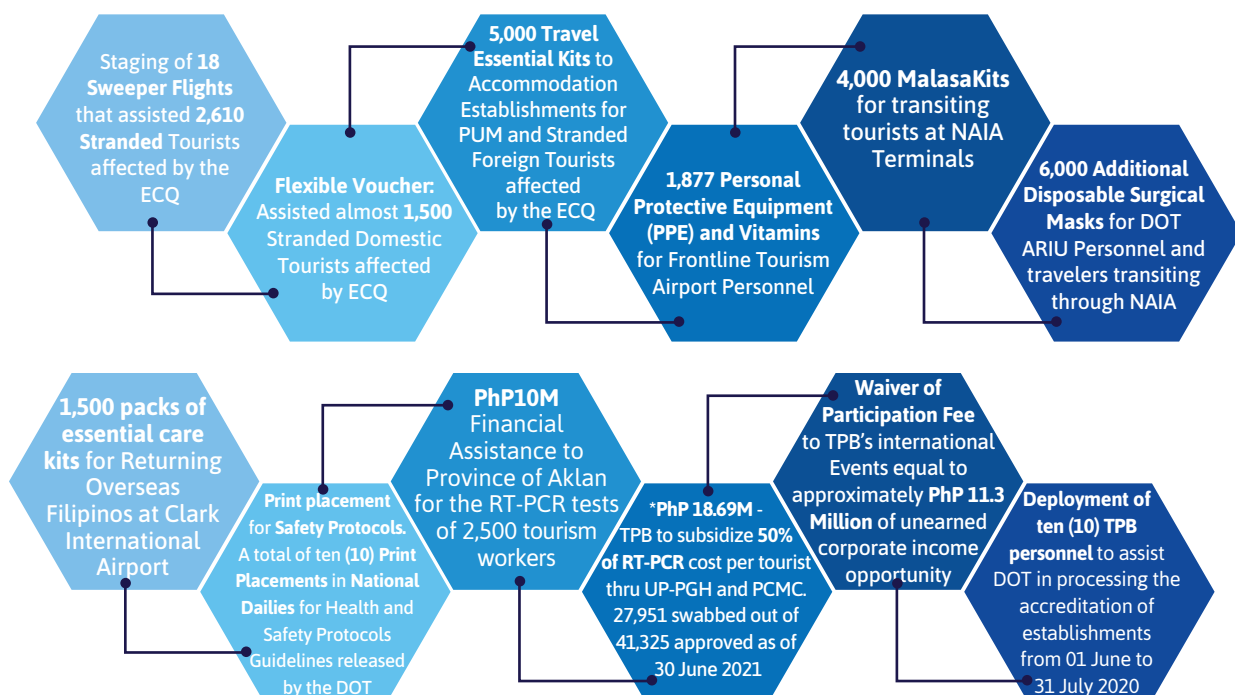 Staging of 18
Sweeper Flights
that assisted 2,610
Stranded Tourists
affected by the
ECQ
Flexible Voucher:
Assisted almost 1,500
Stranded Domestic
Tourists affected
by ECQ
5,000 Travel
Essential Kits to
Accommodation
Establishments for
PUM and Stranded
Foreign Tourists
affected
by the ECQ
1,877 Personal
Protective Equipment
(PPE) and Vitamins
for Frontline Tourism
Airport Personnel
4,000 MalasaKits
for transiting
tourists at NAIA
Terminals
6,000 Additional
Disposable Surgical
Masks for DOT
ARIU Personnel and
travelers transiting
through NAIA
1,500 packs of
essential care
kits for Returning
Overseas
Filipinos at Clark
International
Airport
Print placement
for Safety Protocols.
A total of ten (10) Print
Placements in National
Dailies for Health and
Safety Protocols
Guidelines released
by the DOT
PhP10M
Financial
Assistance to
Province of Aklan
for the RT-PCR tests
of 2,500 tourism
workers
*PhP 18.69M -
TPB to subsidize 50%
of RT-PCR cost per tourist
thru UP-PGH and PCMC.
27,951 swabbed out of
41,325 approved as of
30 June 2021
Waiver of
Participation Fee
to TPB's international
Events equal to
approximately PhP 11.3
Million of unearned
corporate income
opportunity
Deployment of
ten (10) TPB
personnel to assist
DOT in processing the
accreditation of
establishments
from 01 June to
31 July 2020